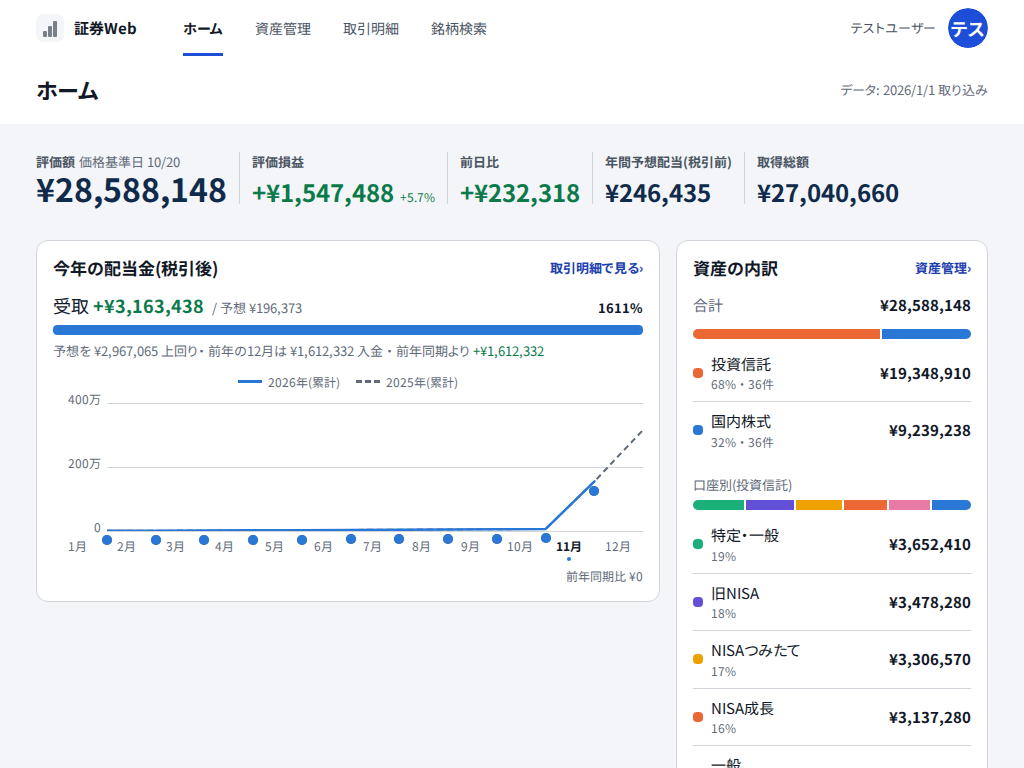 証券Web
ホーム 資産管理 取引明細 銘柄検索
テストユーザー テス
ホーム
データ: 2026/1/1 取り込み
評価額 価格基準日 10/20
¥28,588,148
評価損益
+¥1,547,488 +5.7%
前日比
+¥232,318
年間予想配当(税引前)
¥246,435
取得総額
¥27,040,660
今年の配当金(税引後)
取引明細で見る›
受取 +¥3,163,438 / 予想 ¥196,373
1611%
予想を ¥2,967,065 上回り・前年の12月は ¥1,612,332 入金・前年同期より +¥1,612,332
2026年(累計) 2025年(累計)
400万
200万
0
1月 2月 3月 4月 5月 6月 7月 8月 9月 10月 11月 12月
前年同期比 ¥0
資産の内訳
資産管理›
合計 ¥28,588,148
投資信託
68%・36件
¥19,348,910
国内株式
32%・36件
¥9,239,238
口座別(投資信託)
特定・一般
19%
¥3,652,410
旧NISA
18%
¥3,478,280
NISAつみたて
17%
¥3,306,570
NISA成長
16%
¥3,137,280
一般